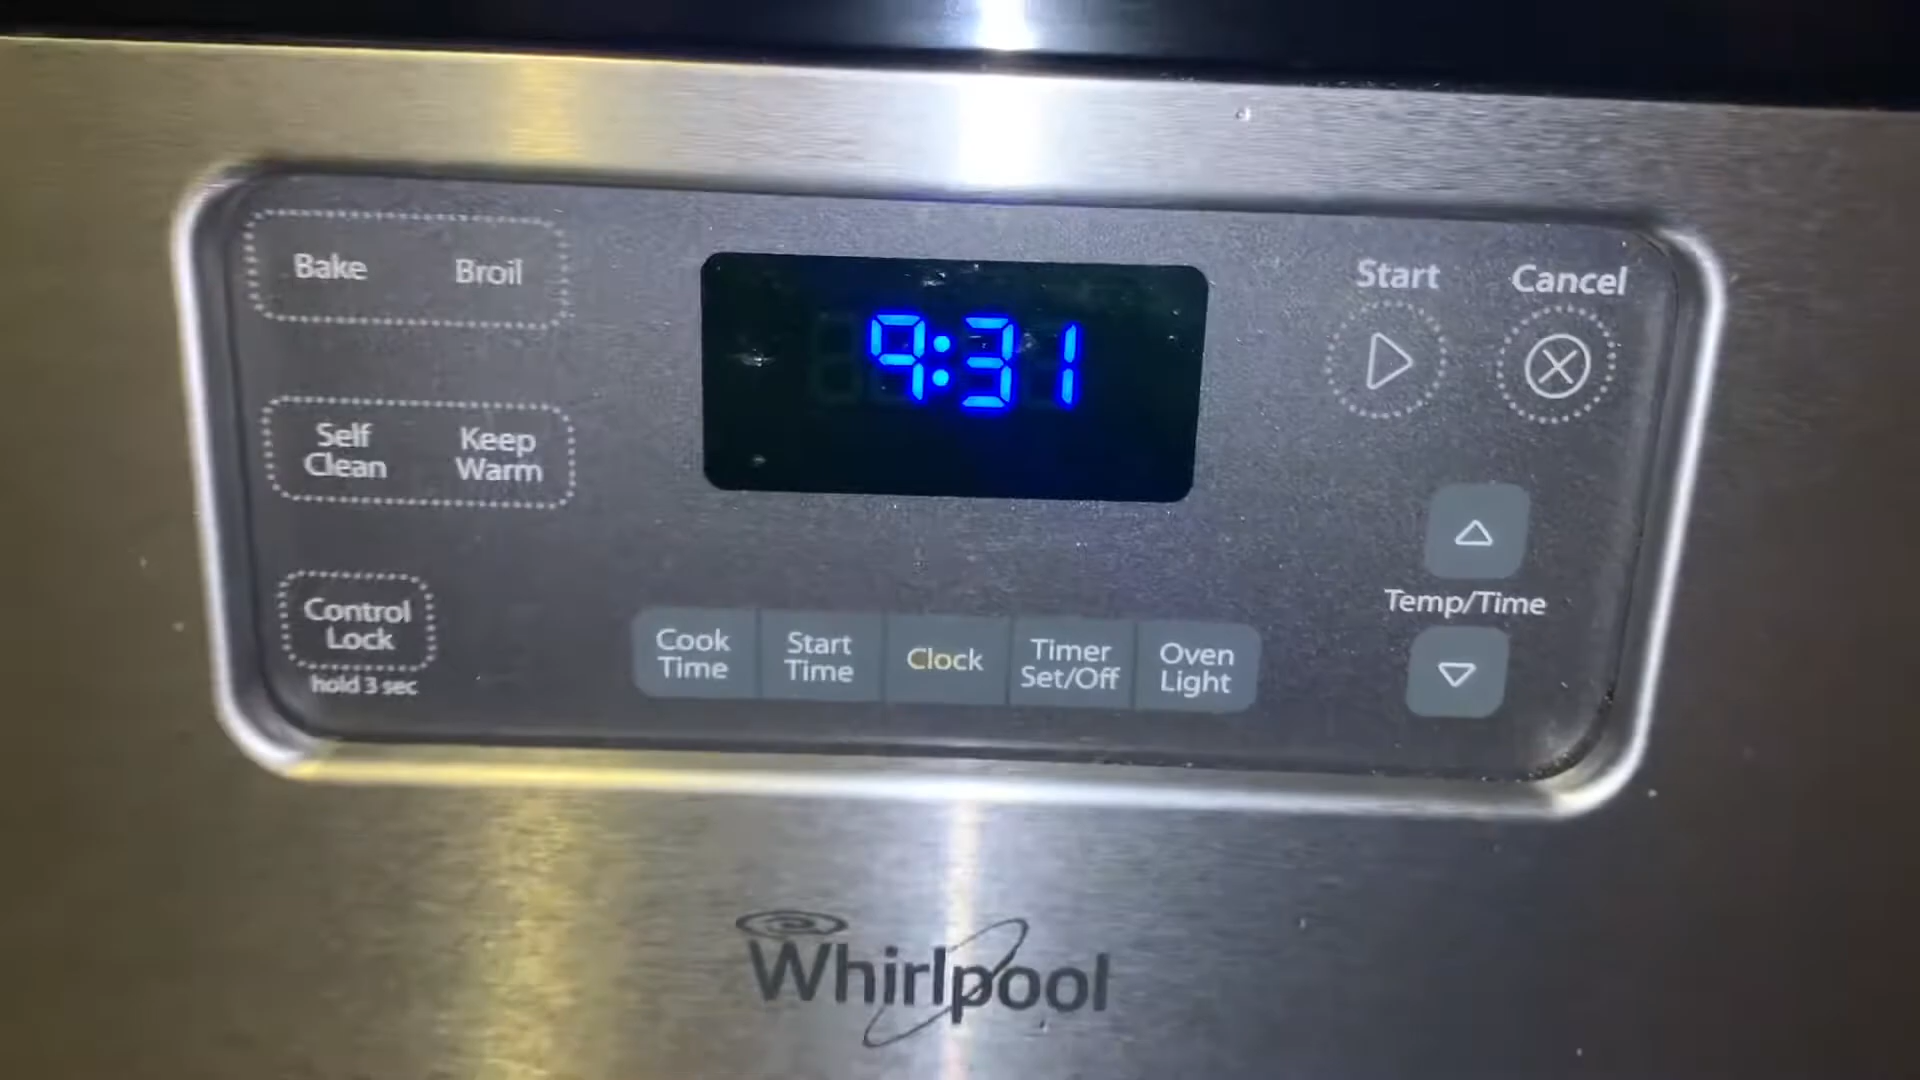 Bake Broil
Self Clean
Keep Warm
Control Lock
hold 3 sec
9:31
Cook Time
Start Time
Clock
Timer Set/Off
Oven Light
Start Cancel
Temp/Time
Whirlpool